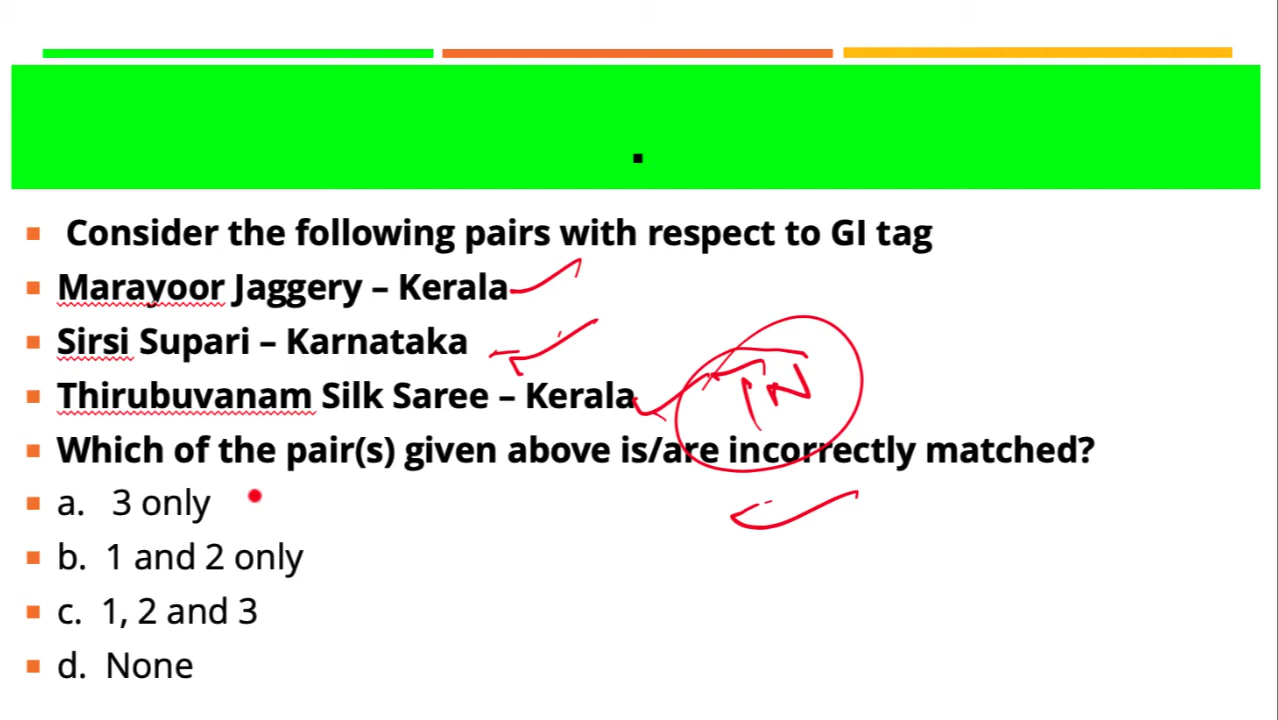 .
Consider the following pairs with respect to GI tag
Marayoor Jaggery – Kerala
Sirsi Supari – Karnataka
Thirubuvanam Silk Saree – Kerala
TN
Which of the pair(s) given above is/are incorrectly matched?
a. 3 only
b. 1 and 2 only
c. 1, 2 and 3
d. None